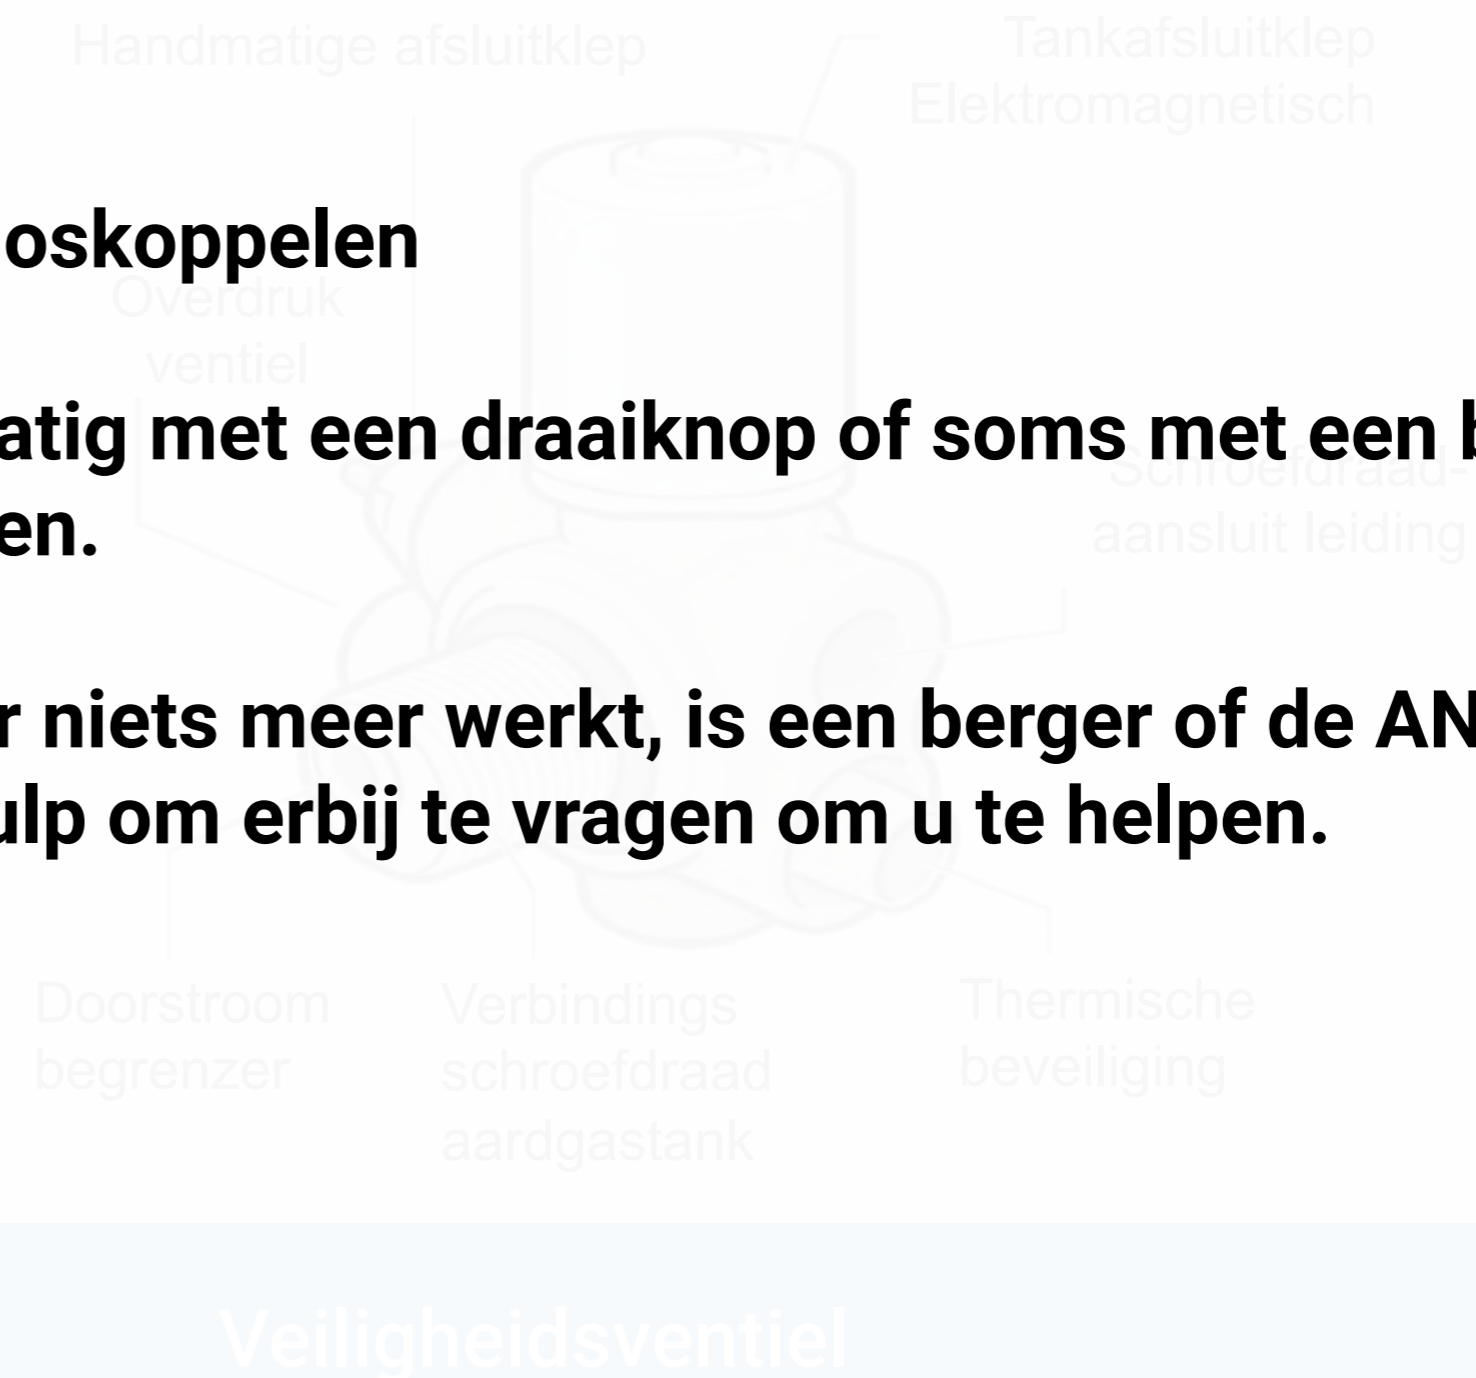 Handmatige afsluitklep
Tankafsluitklep
Elektromagnetisch
oskoppelen
Overdruk
ventiel
atig met een draaiknop of soms met een b
Schroefdraad-
aansluit leiding
en.
r niets meer werkt, is een berger of de AN
ulp om erbij te vragen om u te helpen.
Doorstroom
begrenzer
Verbindings
schroefdraad
aardgastank
Thermische
beveiliging
Veiligheidsventiel